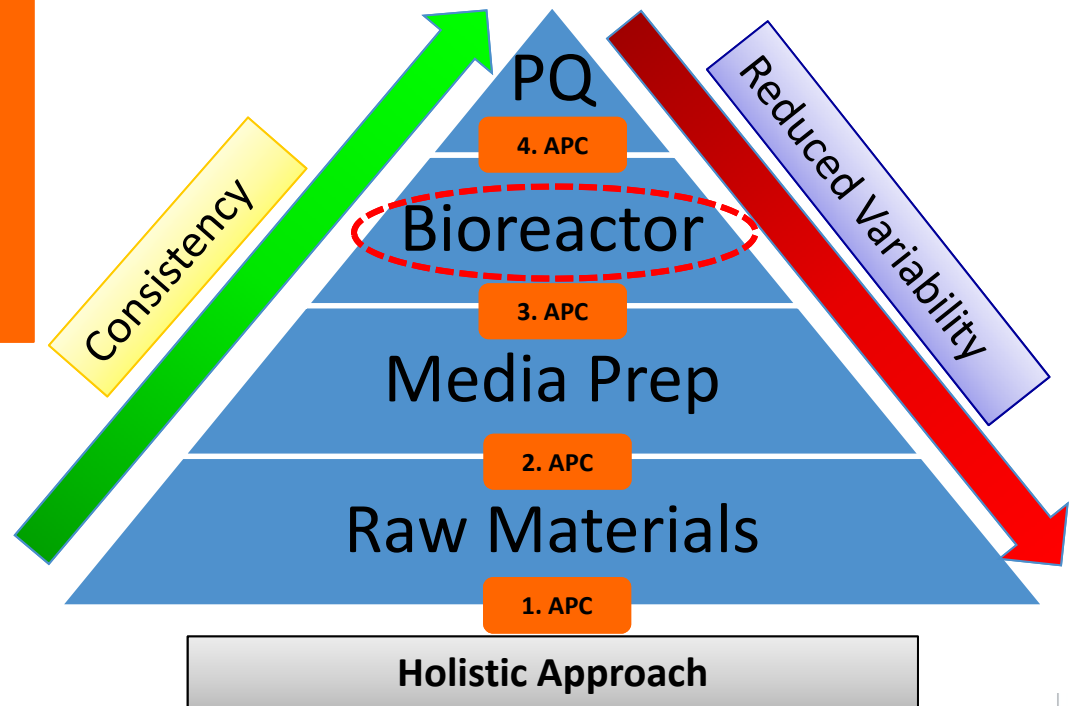 PQ
4. APC
Bioreactor
3. APC
Media Prep
2. APC
Raw Materials
1. APC
Holistic Approach
Consistency
Reduced Variability